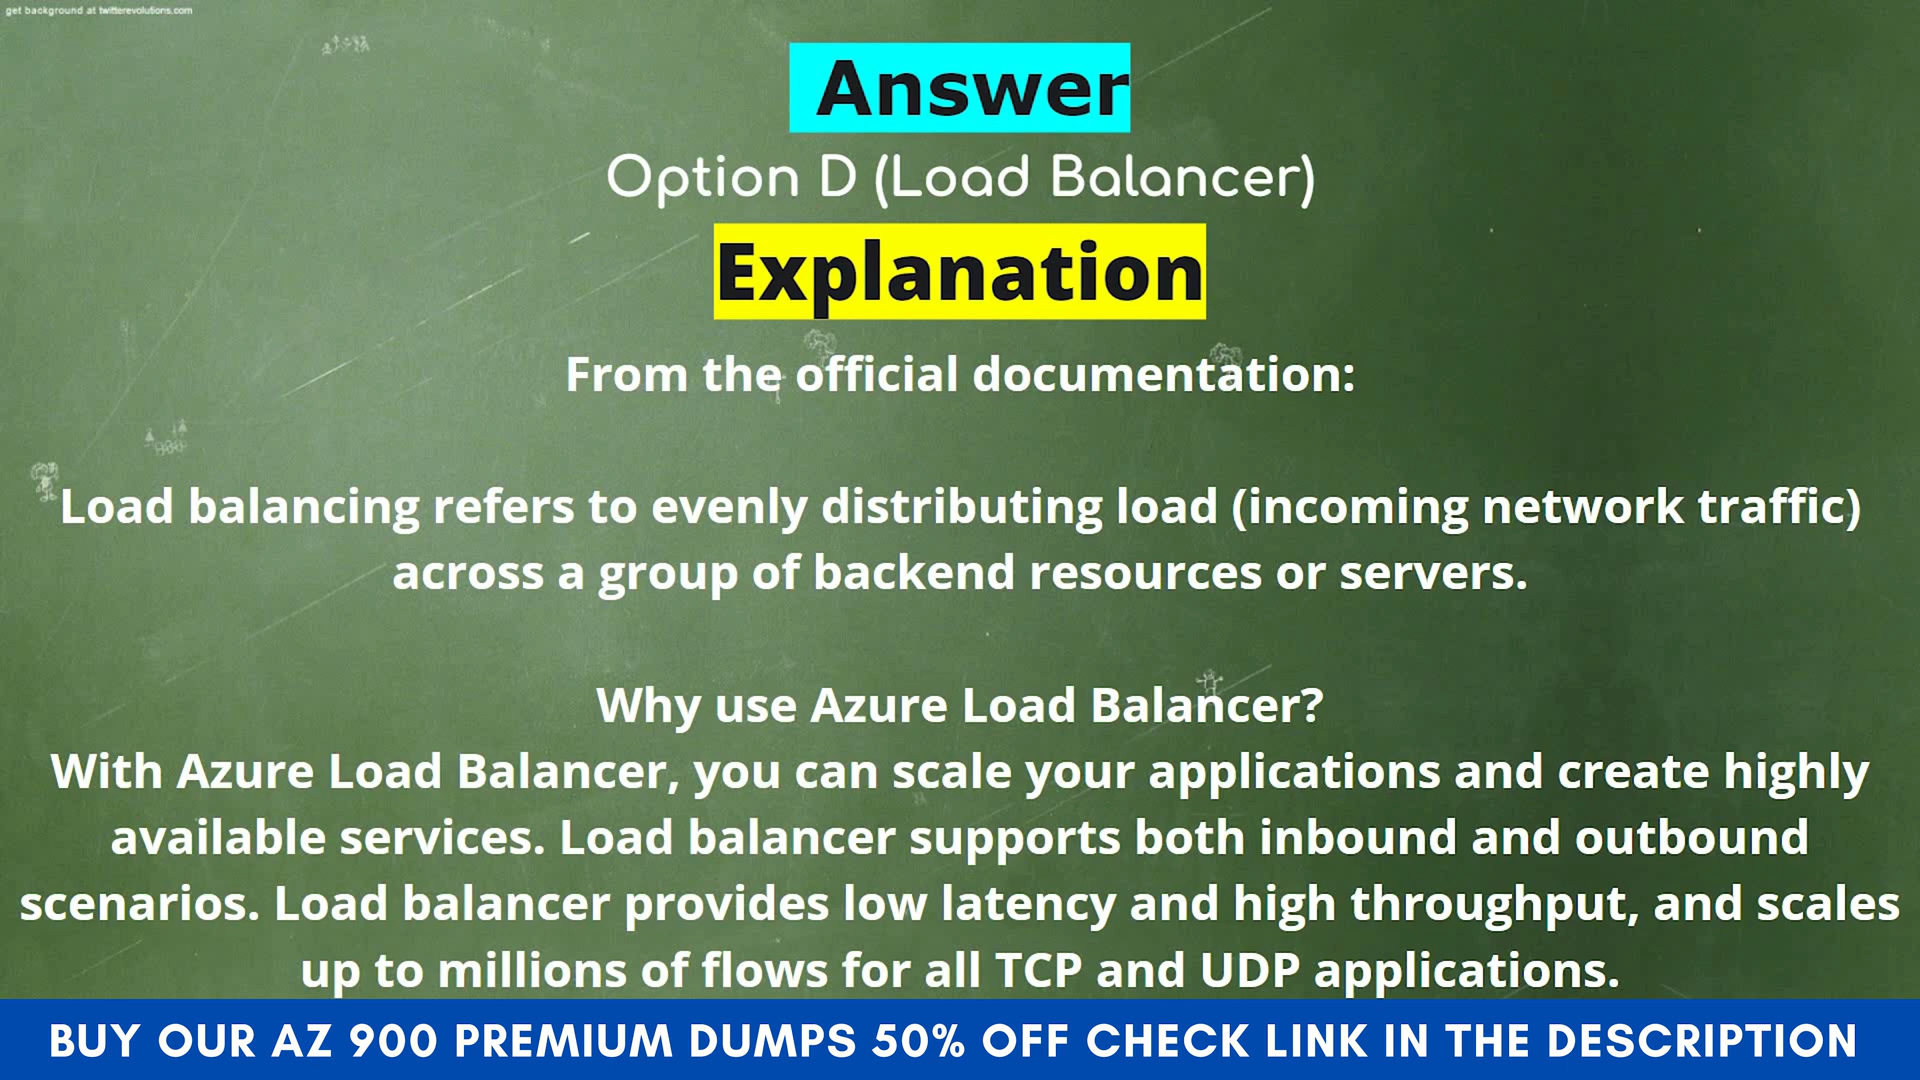 get background at twitterevolutions.com
Answer
Option D (Load Balancer)
Explanation
From the official documentation:
Load balancing refers to evenly distributing load (incoming network traffic)
across a group of backend resources or servers.
Why use Azure Load Balancer?
With Azure Load Balancer, you can scale your applications and create highly
available services. Load balancer supports both inbound and outbound
scenarios. Load balancer provides low latency and high throughput, and scales
up to millions of flows for all TCP and UDP applications.
BUY OUR AZ 900 PREMIUM DUMPS 50% OFF CHECK LINK IN THE DESCRIPTION